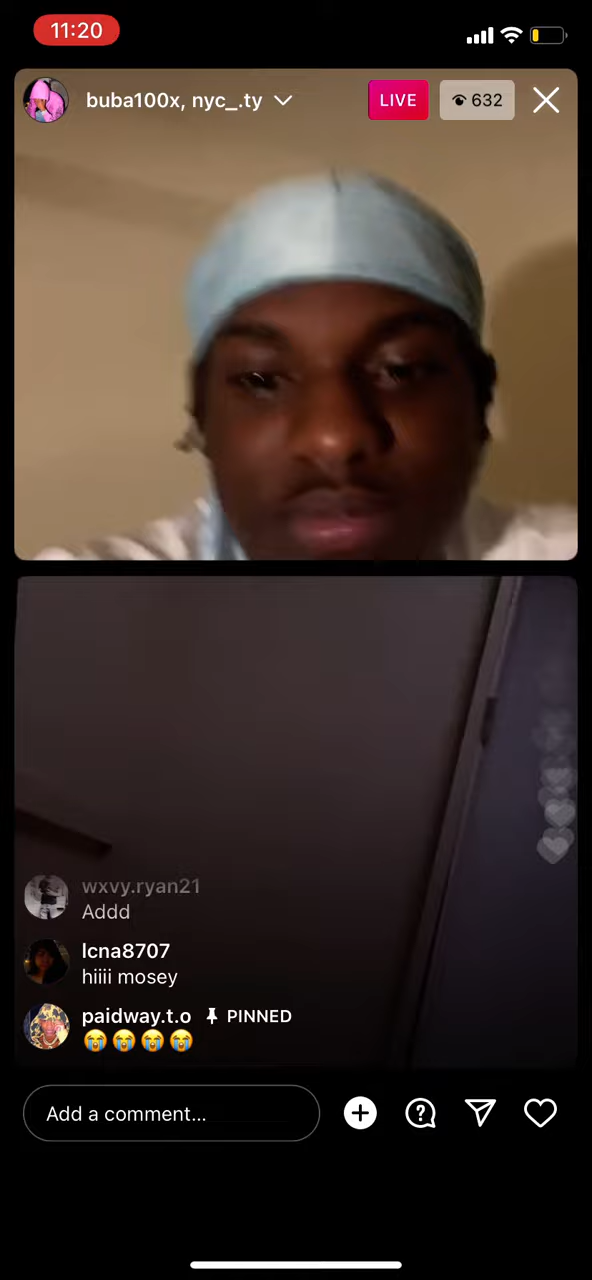 11:20
buba100x, nyc_.ty
LIVE
632
wxvy.ryan21
Addd
lcna8707
hiiii mosey
paidway.t.o PINNED
😭😭😭😭
Add a comment...